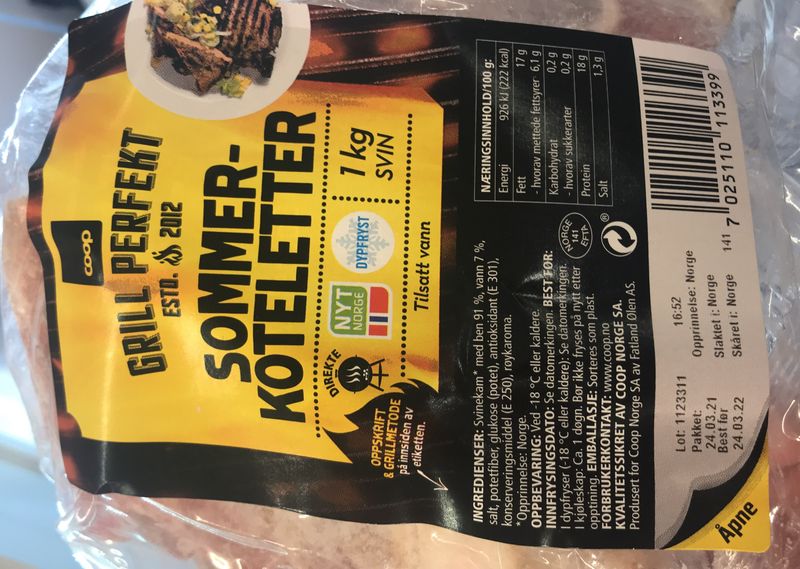 coop
GRILL PERFEKT
ESTD. 2012
SOMMER-
KOTELETTER
DIREKTE
NYT
NORGE
DYPFRYST
1 kg
SVIN
Tilsatt vann
OPPSKRIFT
& GRILLMETODE
på innsiden av
etiketten.
INGREDIENSER: Svinekam* med ben 91 %, vann 7 %,
salt, potetfiber, glukose (potet), antioksidant (E 301),
konserveringsmiddel (E 250), røykaroma.
*Opprinnelse: Norge.
OPPBEVARING: Ved -18 °C eller kaldere.
INNFRYSINGSDATO: Se datomerkingen. BEST FØR:
I dypfryser (-18 °C eller kaldere): Se datomerkingen.
I kjøleskap: Ca. 1 døgn. Bør ikke fryses på nytt etter
opptining. EMBALLASJE: Sorteres som plast.
FORBRUKERKONTAKT: www.coop.no
KVALITETSSIKRET AV COOP NORGE SA.
Produsert for Coop Norge SA av Fatland Ølen AS.
NORGE
141
EFTA
®
NÆRINGSINNHOLD/100 g:
Energi 926 kJ (222 kcal)
Fett 17 g
- hvorav mettede fettsyrer 6,1 g
Karbohydrat 0,2 g
- hvorav sukkerarter 0,2 g
Protein 18 g
Salt 1,3 g
Lot: 1123311 16:52
Pakket: Opprinnelse: Norge
24.03.21 Slaktet i: Norge
Best før Skåret i: Norge 141
24.03.22
7 025110 113399
Åpne